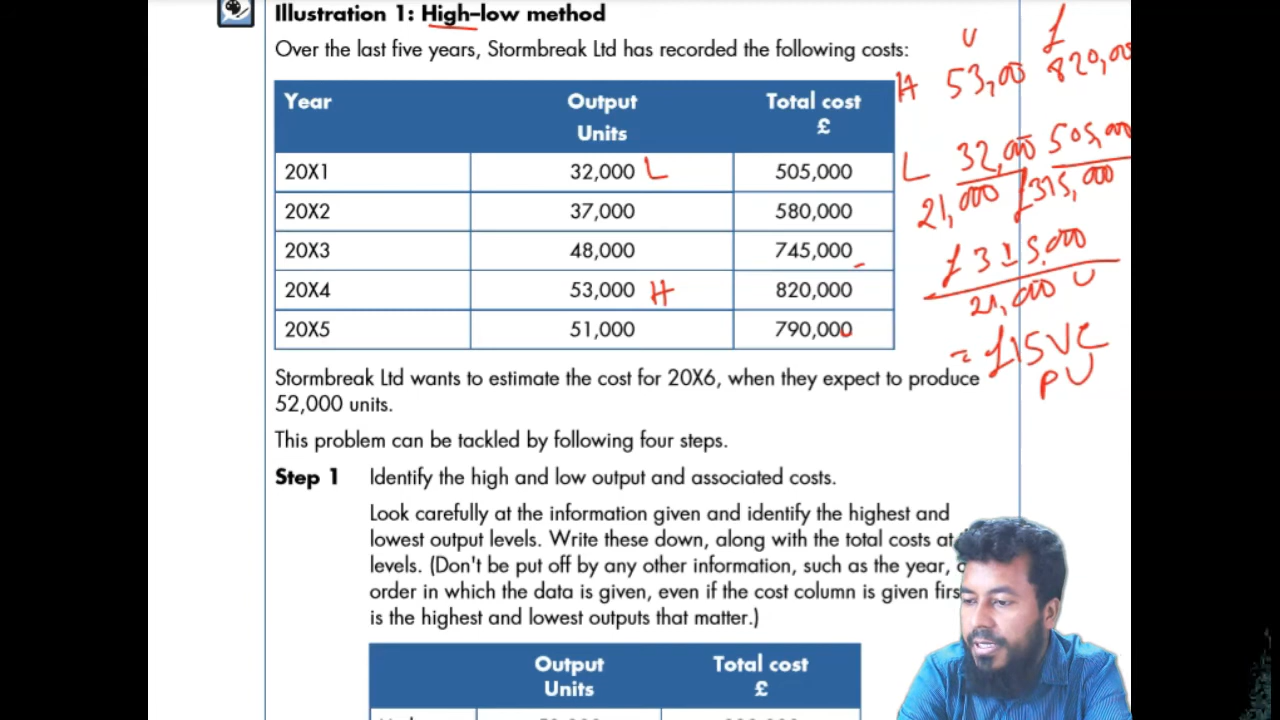 Illustration 1: High–low method
Over the last five years, Stormbreak Ltd has recorded the following costs:
Year Output Units Total cost £
20X1 32,000 L 505,000
20X2 37,000 580,000
20X3 48,000 745,000
20X4 53,000 H 820,000
20X5 51,000 790,000
U £
H 53,000 820,000
L 32,000 505,000
21,000 £315,000
£315,000
21,000 U
= £15 VC
PU
Stormbreak Ltd wants to estimate the cost for 20X6, when they expect to produce
52,000 units.
This problem can be tackled by following four steps.
Step 1 Identify the high and low output and associated costs.
Look carefully at the information given and identify the highest and
lowest output levels. Write these down, along with the total costs at
levels. (Don't be put off by any other information, such as the year,
order in which the data is given, even if the cost column is given
is the highest and lowest outputs that matter.)
Output Units Total cost £